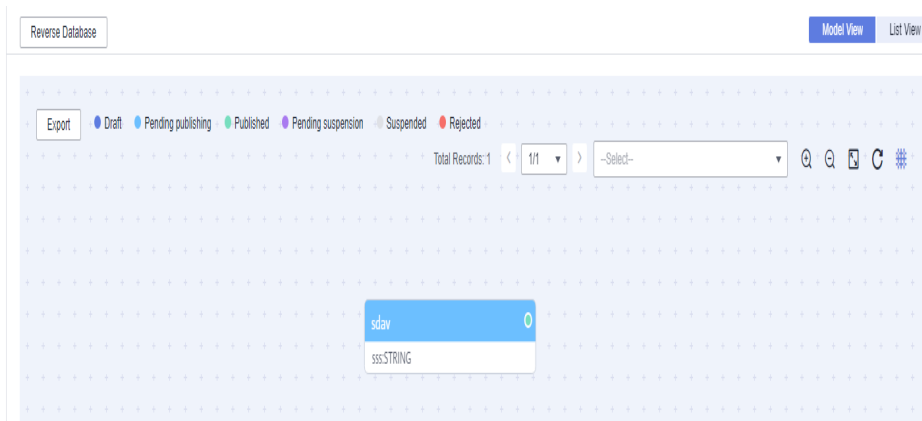 Reverse Database
Model View List View
Export Draft Pending publishing Published Pending suspension Suspended Rejected
Total Records: 1 1/1 --Select--
sdav
sss:STRING